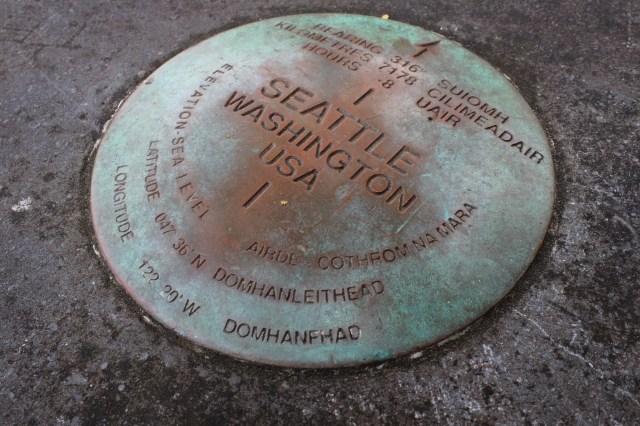 BEARING 316° SUIOMH
KILOMETRES 7178 CILIMEADAIR
HOURS -8 UAIR
SEATTLE
WASHINGTON
USA
ELEVATION-SEA LEVEL AIRDE - COTHROM NA MARA
LATITUDE 047 36'N DOMHANLEITHEAD
LONGITUDE 122 20'W DOMHANFHAD